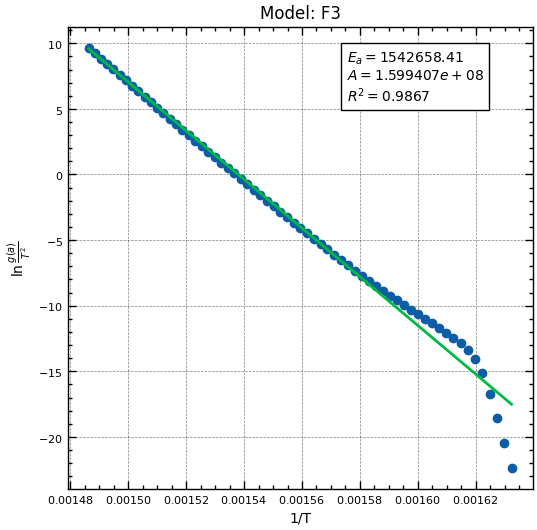 Model: F3
E_a = 1542658.41
A = 1.599407e + 08
R² = 0.9867
10
5
0
−5
−10
−15
−20
ln g(a)/T²
0.00148 0.00150 0.00152 0.00154 0.00156 0.00158 0.00160 0.00162
1/T